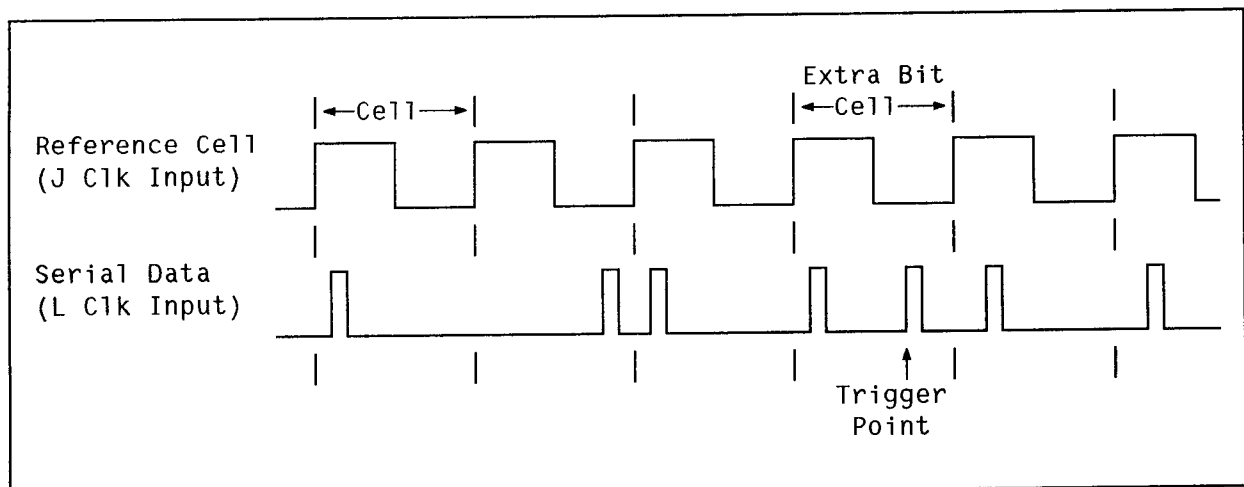 Extra Bit
←Cell→
←Cell→
Reference Cell
(J Clk Input)
Serial Data
(L Clk Input)
Trigger
Point